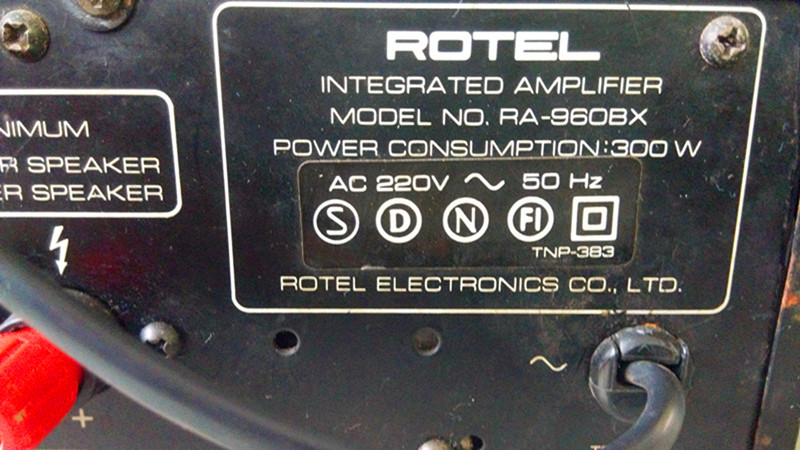 ROTEL
INTEGRATED AMPLIFIER
MODEL NO. RA-960BX
POWER CONSUMPTION:300 W
AC 220V ~ 50 Hz
S D N FI
TNP-383
ROTEL ELECTRONICS CO., LTD.
NIMUM
R SPEAKER
ER SPEAKER
~
+